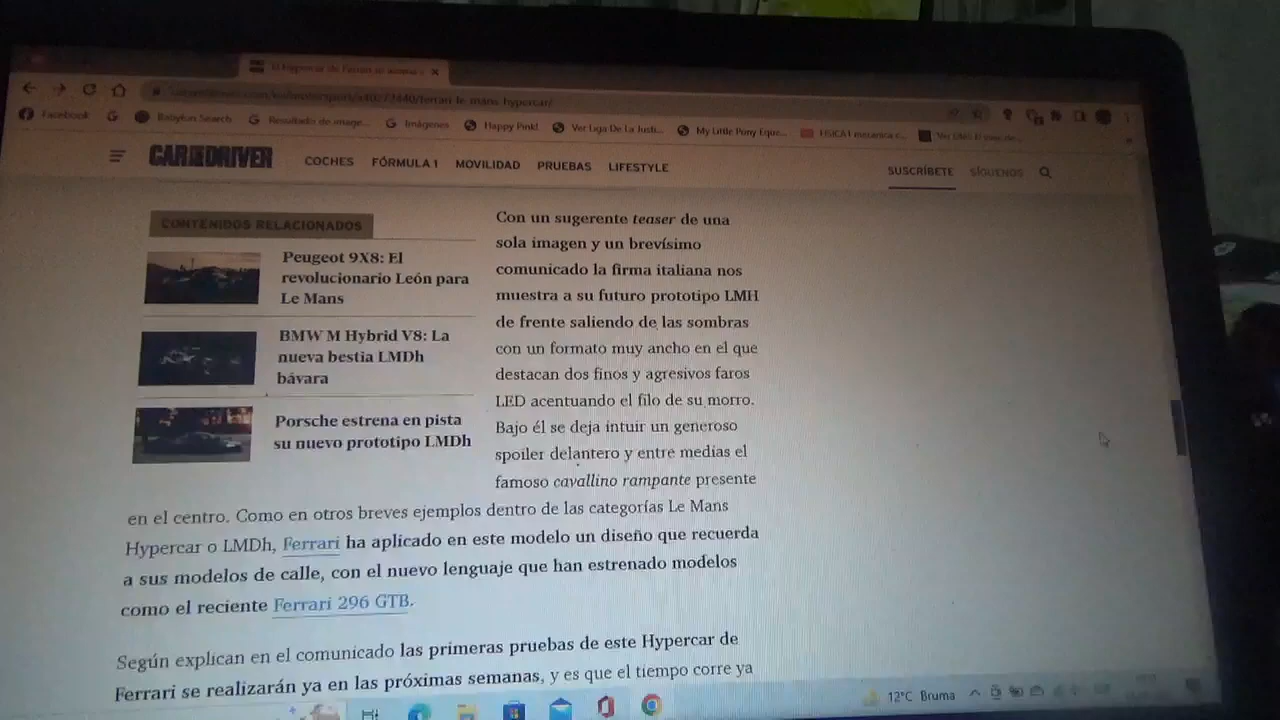 El Hypercar de Ferrari se
ferrari-le-mans-hypercar/
Facebook
Babylon Search
Resultado de image...
Imágenes
Happy Pink!
Ver Liga De La Justi...
My Little Pony Eque...
CAR AND DRIVER
COCHES
FÓRMULA 1
MOVILIDAD
PRUEBAS
LIFESTYLE
SUSCRÍBETE
SÍGUENOS
CONTENIDOS RELACIONADOS
Peugeot 9X8: El
revolucionario León para
Le Mans
BMW M Hybrid V8: La
nueva bestia LMDh
bávara
Porsche estrena en pista
su nuevo prototipo LMDh
Con un sugerente teaser de una
sola imagen y un brevísimo
comunicado la firma italiana nos
muestra a su futuro prototipo LMH
de frente saliendo de las sombras
con un formato muy ancho en el que
destacan dos finos y agresivos faros
LED acentuando el filo de su morro.
Bajo él se deja intuir un generoso
spoiler delantero y entre medias el
famoso cavallino rampante presente
en el centro. Como en otros breves ejemplos dentro de las categorías Le Mans
Hypercar o LMDh, Ferrari ha aplicado en este modelo un diseño que recuerda
a sus modelos de calle, con el nuevo lenguaje que han estrenado modelos
como el reciente Ferrari 296 GTB.
Según explican en el comunicado las primeras pruebas de este Hypercar de
Ferrari se realizarán ya en las próximas semanas, y es que el tiempo corre ya
12°C Bruma